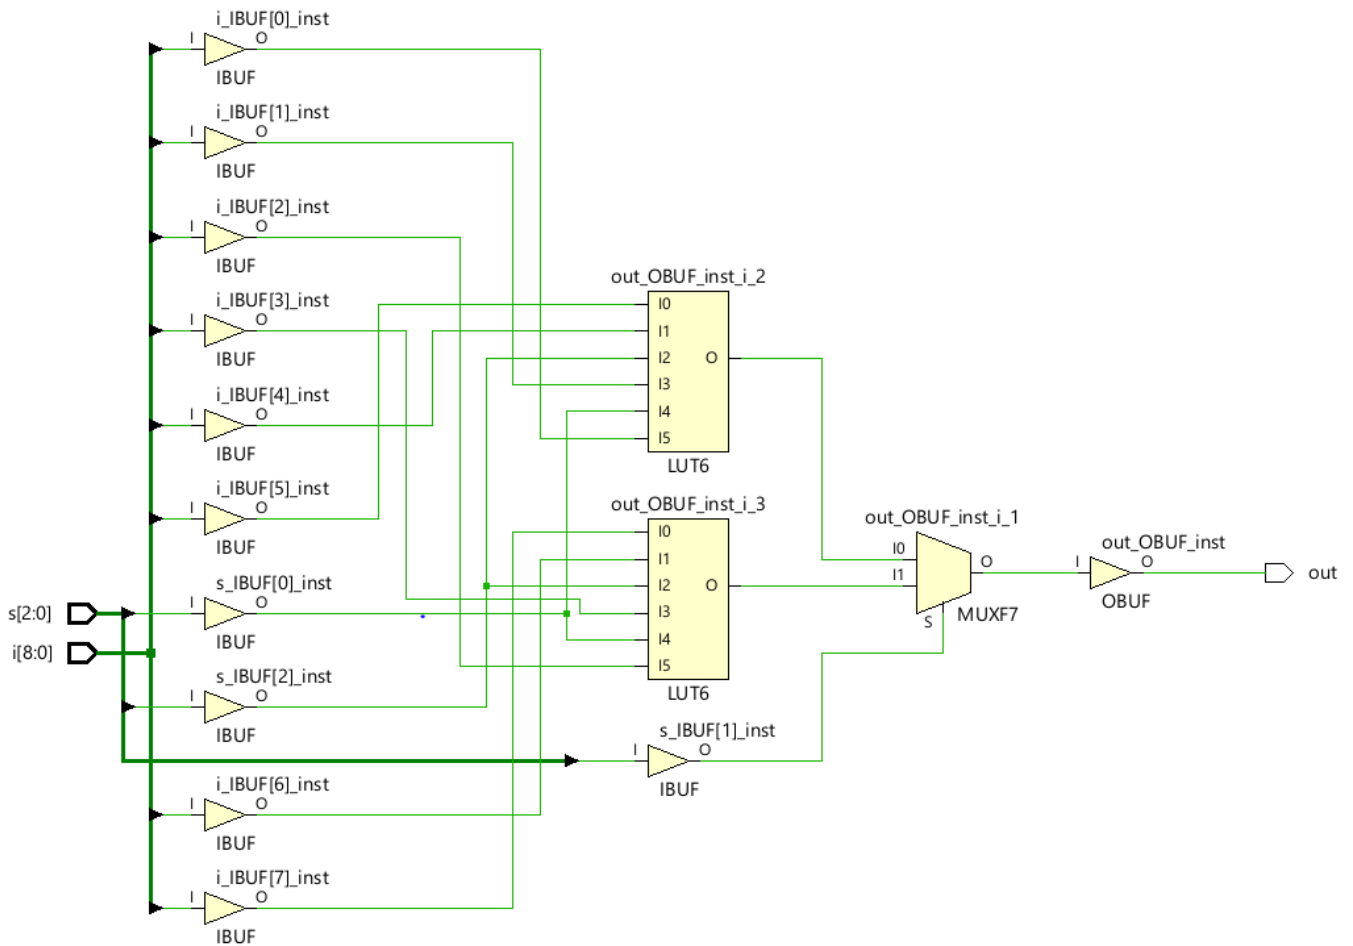 i_IBUF[0]_inst
I
O
IBUF
i_IBUF[1]_inst
I
O
IBUF
i_IBUF[2]_inst
I
O
IBUF
i_IBUF[3]_inst
I
O
IBUF
i_IBUF[4]_inst
I
O
IBUF
i_IBUF[5]_inst
I
O
IBUF
s_IBUF[0]_inst
I
O
IBUF
s[2:0]
i[8:0]
s_IBUF[2]_inst
I
O
IBUF
i_IBUF[6]_inst
I
O
IBUF
i_IBUF[7]_inst
I
O
IBUF
out_OBUF_inst_i_2
I0
I1
I2
O
I3
I4
I5
LUT6
out_OBUF_inst_i_3
I0
I1
I2
O
I3
I4
I5
LUT6
s_IBUF[1]_inst
I
O
IBUF
out_OBUF_inst_i_1
I0
I1
O
S
MUXF7
out_OBUF_inst
I
O
OBUF
out